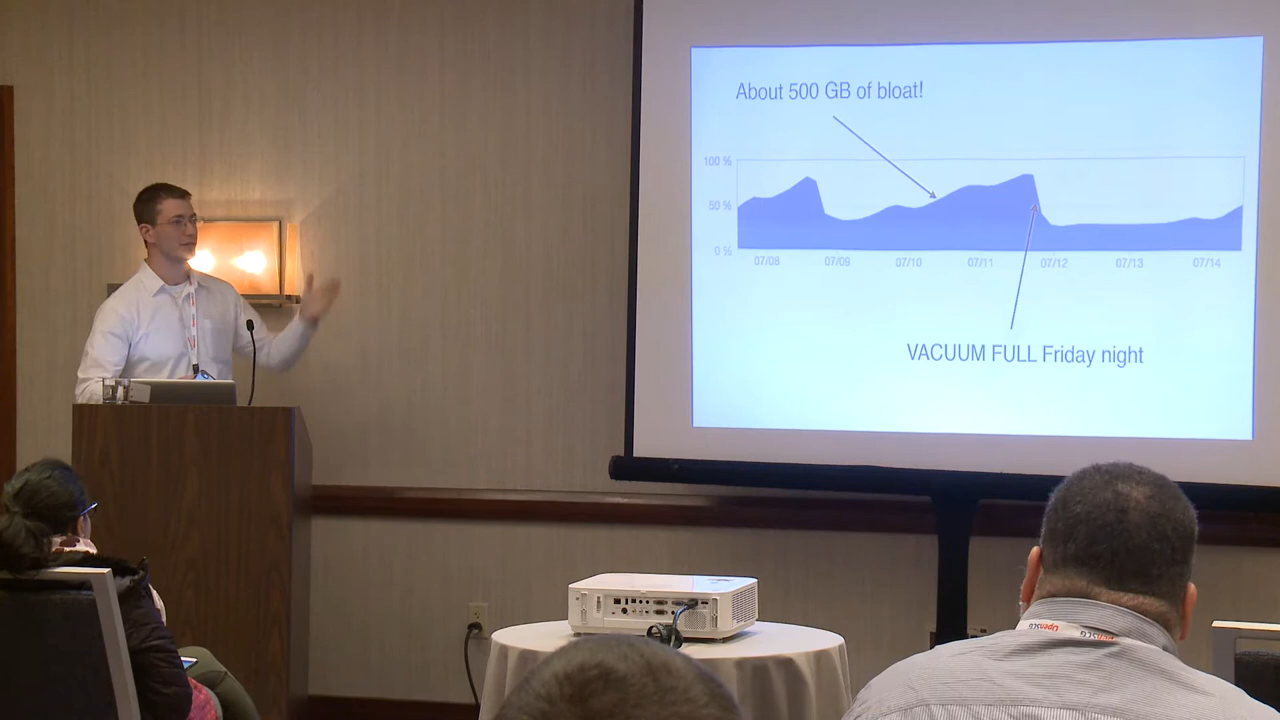 About 500 GB of bloat!
100 %
50 %
0 %
07/08 07/09 07/10 07/11 07/12 07/13 07/14
VACUUM FULL Friday night
OpenSCG